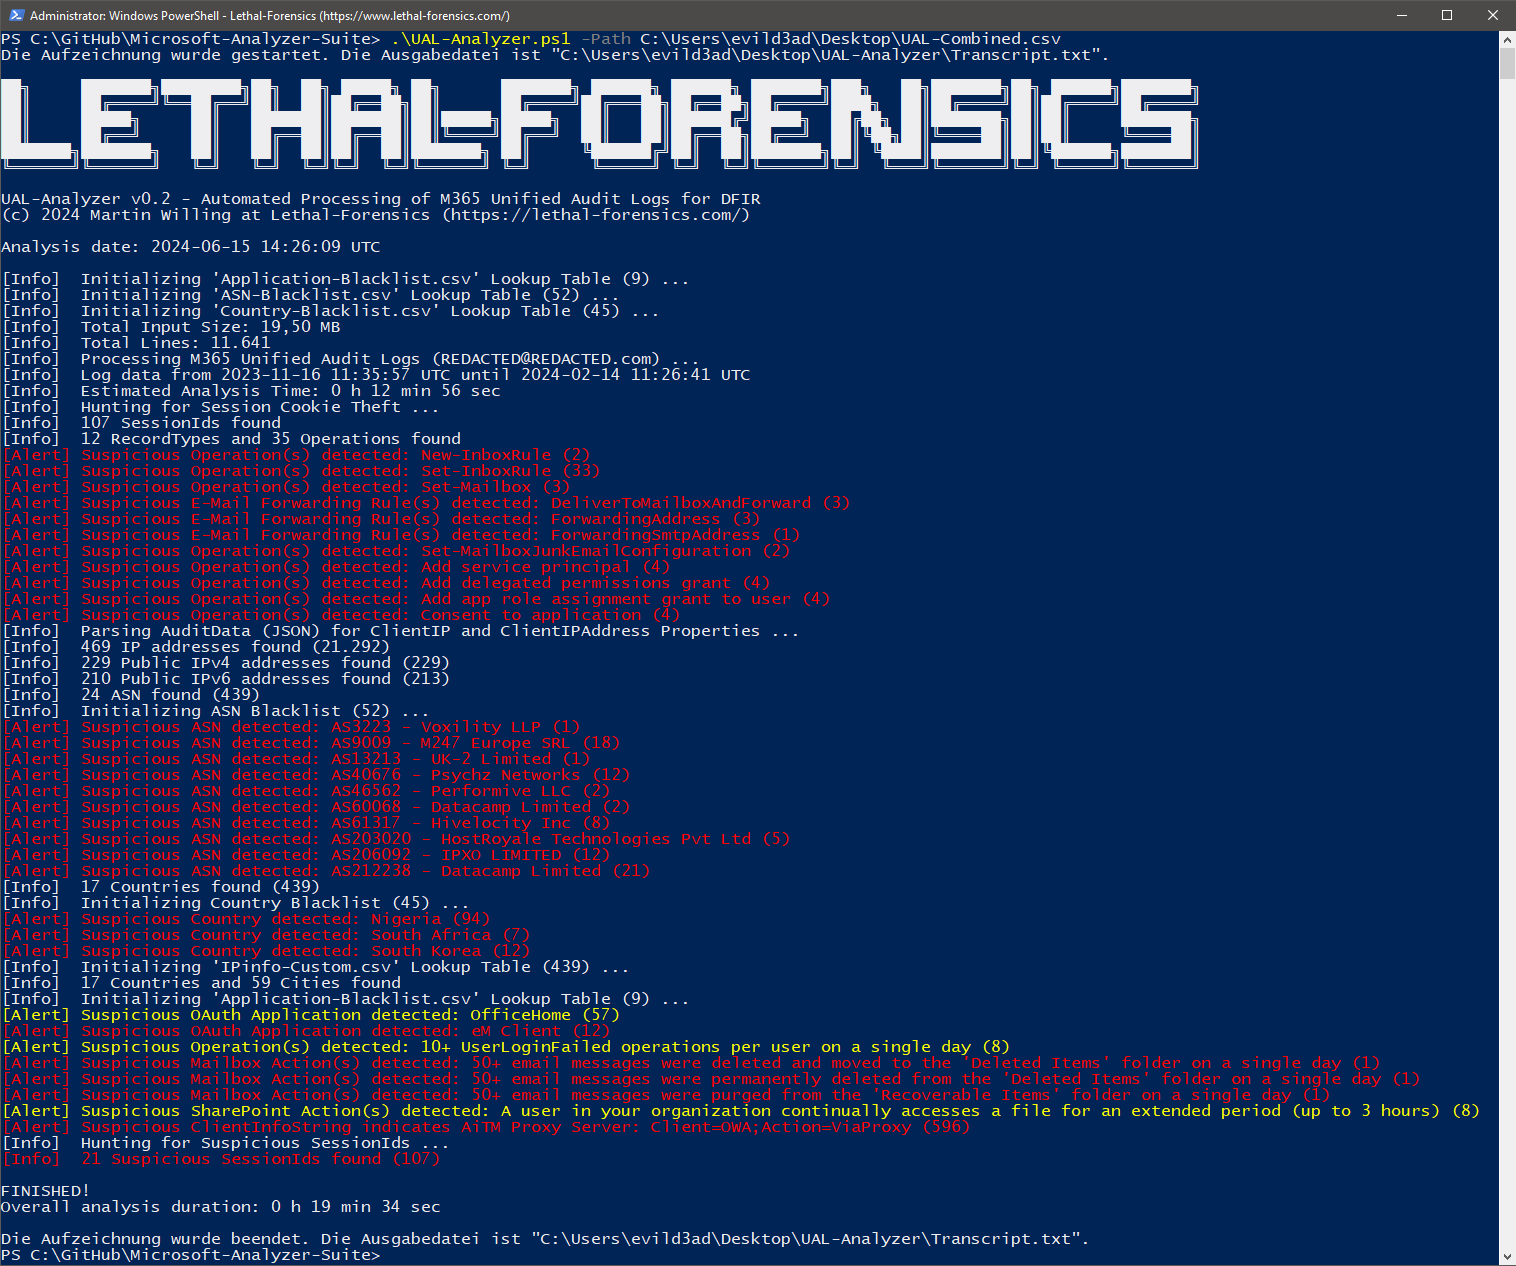 Administrator: Windows PowerShell - Lethal-Forensics (https://www.lethal-forensics.com/)
PS C:\GitHub\Microsoft-Analyzer-Suite> .\UAL-Analyzer.ps1 -Path C:\Users\evild3ad\Desktop\UAL-Combined.csv
Die Aufzeichnung wurde gestartet. Die Ausgabedatei ist "C:\Users\evild3ad\Desktop\UAL-Analyzer\Transcript.txt".
LETHAL-FORENSICS
UAL-Analyzer v0.2 - Automated Processing of M365 Unified Audit Logs for DFIR
(c) 2024 Martin Willing at Lethal-Forensics (https://lethal-forensics.com/)
Analysis date: 2024-06-15 14:26:09 UTC
[Info]  Initializing 'Application-Blacklist.csv' Lookup Table (9) ...
[Info]  Initializing 'ASN-Blacklist.csv' Lookup Table (52) ...
[Info]  Initializing 'Country-Blacklist.csv' Lookup Table (45) ...
[Info]  Total Input Size: 19,50 MB
[Info]  Total Lines: 11.641
[Info]  Processing M365 Unified Audit Logs (REDACTED@REDACTED.com) ...
[Info]  Log data from 2023-11-16 11:35:57 UTC until 2024-02-14 11:26:41 UTC
[Info]  Estimated Analysis Time: 0 h 12 min 56 sec
[Info]  Hunting for Session Cookie Theft ...
[Info]  107 SessionIds found
[Info]  12 RecordTypes and 35 Operations found
[Alert] Suspicious Operation(s) detected: New-InboxRule (2)
[Alert] Suspicious Operation(s) detected: Set-InboxRule (33)
[Alert] Suspicious Operation(s) detected: Set-Mailbox (3)
[Alert] Suspicious E-Mail Forwarding Rule(s) detected: DeliverToMailboxAndForward (3)
[Alert] Suspicious E-Mail Forwarding Rule(s) detected: ForwardingAddress (3)
[Alert] Suspicious E-Mail Forwarding Rule(s) detected: ForwardingSmtpAddress (1)
[Alert] Suspicious Operation(s) detected: Set-MailboxJunkEmailConfiguration (2)
[Alert] Suspicious Operation(s) detected: Add service principal (4)
[Alert] Suspicious Operation(s) detected: Add delegated permissions grant (4)
[Alert] Suspicious Operation(s) detected: Add app role assignment grant to user (4)
[Alert] Suspicious Operation(s) detected: Consent to application (4)
[Info]  Parsing AuditData (JSON) for ClientIP and ClientIPAddress Properties ...
[Info]  469 IP addresses found (21.292)
[Info]  229 Public IPv4 addresses found (229)
[Info]  210 Public IPv6 addresses found (213)
[Info]  24 ASN found (439)
[Info]  Initializing ASN Blacklist (52) ...
[Alert] Suspicious ASN detected: AS3223 - Voxility LLP (1)
[Alert] Suspicious ASN detected: AS9009 - M247 Europe SRL (18)
[Alert] Suspicious ASN detected: AS13213 - UK-2 Limited (1)
[Alert] Suspicious ASN detected: AS40676 - Psychz Networks (12)
[Alert] Suspicious ASN detected: AS46562 - Performive LLC (2)
[Alert] Suspicious ASN detected: AS60068 - Datacamp Limited (2)
[Alert] Suspicious ASN detected: AS61317 - Hivelocity Inc (8)
[Alert] Suspicious ASN detected: AS203020 - HostRoyale Technologies Pvt Ltd (5)
[Alert] Suspicious ASN detected: AS206092 - IPXO LIMITED (12)
[Alert] Suspicious ASN detected: AS212238 - Datacamp Limited (21)
[Info]  17 Countries found (439)
[Info]  Initializing Country Blacklist (45) ...
[Alert] Suspicious Country detected: Nigeria (94)
[Alert] Suspicious Country detected: South Africa (7)
[Alert] Suspicious Country detected: South Korea (12)
[Info]  Initializing 'IPinfo-Custom.csv' Lookup Table (439) ...
[Info]  17 Countries and 59 Cities found
[Info]  Initializing 'Application-Blacklist.csv' Lookup Table (9) ...
[Alert] Suspicious OAuth Application detected: OfficeHome (57)
[Alert] Suspicious OAuth Application detected: eM Client (12)
[Alert] Suspicious Operation(s) detected: 10+ UserLoginFailed operations per user on a single day (8)
[Alert] Suspicious Mailbox Action(s) detected: 50+ email messages were deleted and moved to the 'Deleted Items' folder on a single day (1)
[Alert] Suspicious Mailbox Action(s) detected: 50+ email messages were permanently deleted from the 'Deleted Items' folder on a single day (1)
[Alert] Suspicious Mailbox Action(s) detected: 50+ email messages were purged from the 'Recoverable Items' folder on a single day (1)
[Alert] Suspicious SharePoint Action(s) detected: A user in your organization continually accesses a file for an extended period (up to 3 hours) (8)
[Alert] Suspicious ClientInfoString indicates AiTM Proxy Server: Client=OWA;Action=ViaProxy (596)
[Info]  Hunting for Suspicious SessionIds ...
[Info]  21 Suspicious SessionIds found (107)
FINISHED!
Overall analysis duration: 0 h 19 min 34 sec
Die Aufzeichnung wurde beendet. Die Ausgabedatei ist "C:\Users\evild3ad\Desktop\UAL-Analyzer\Transcript.txt".
PS C:\GitHub\Microsoft-Analyzer-Suite>